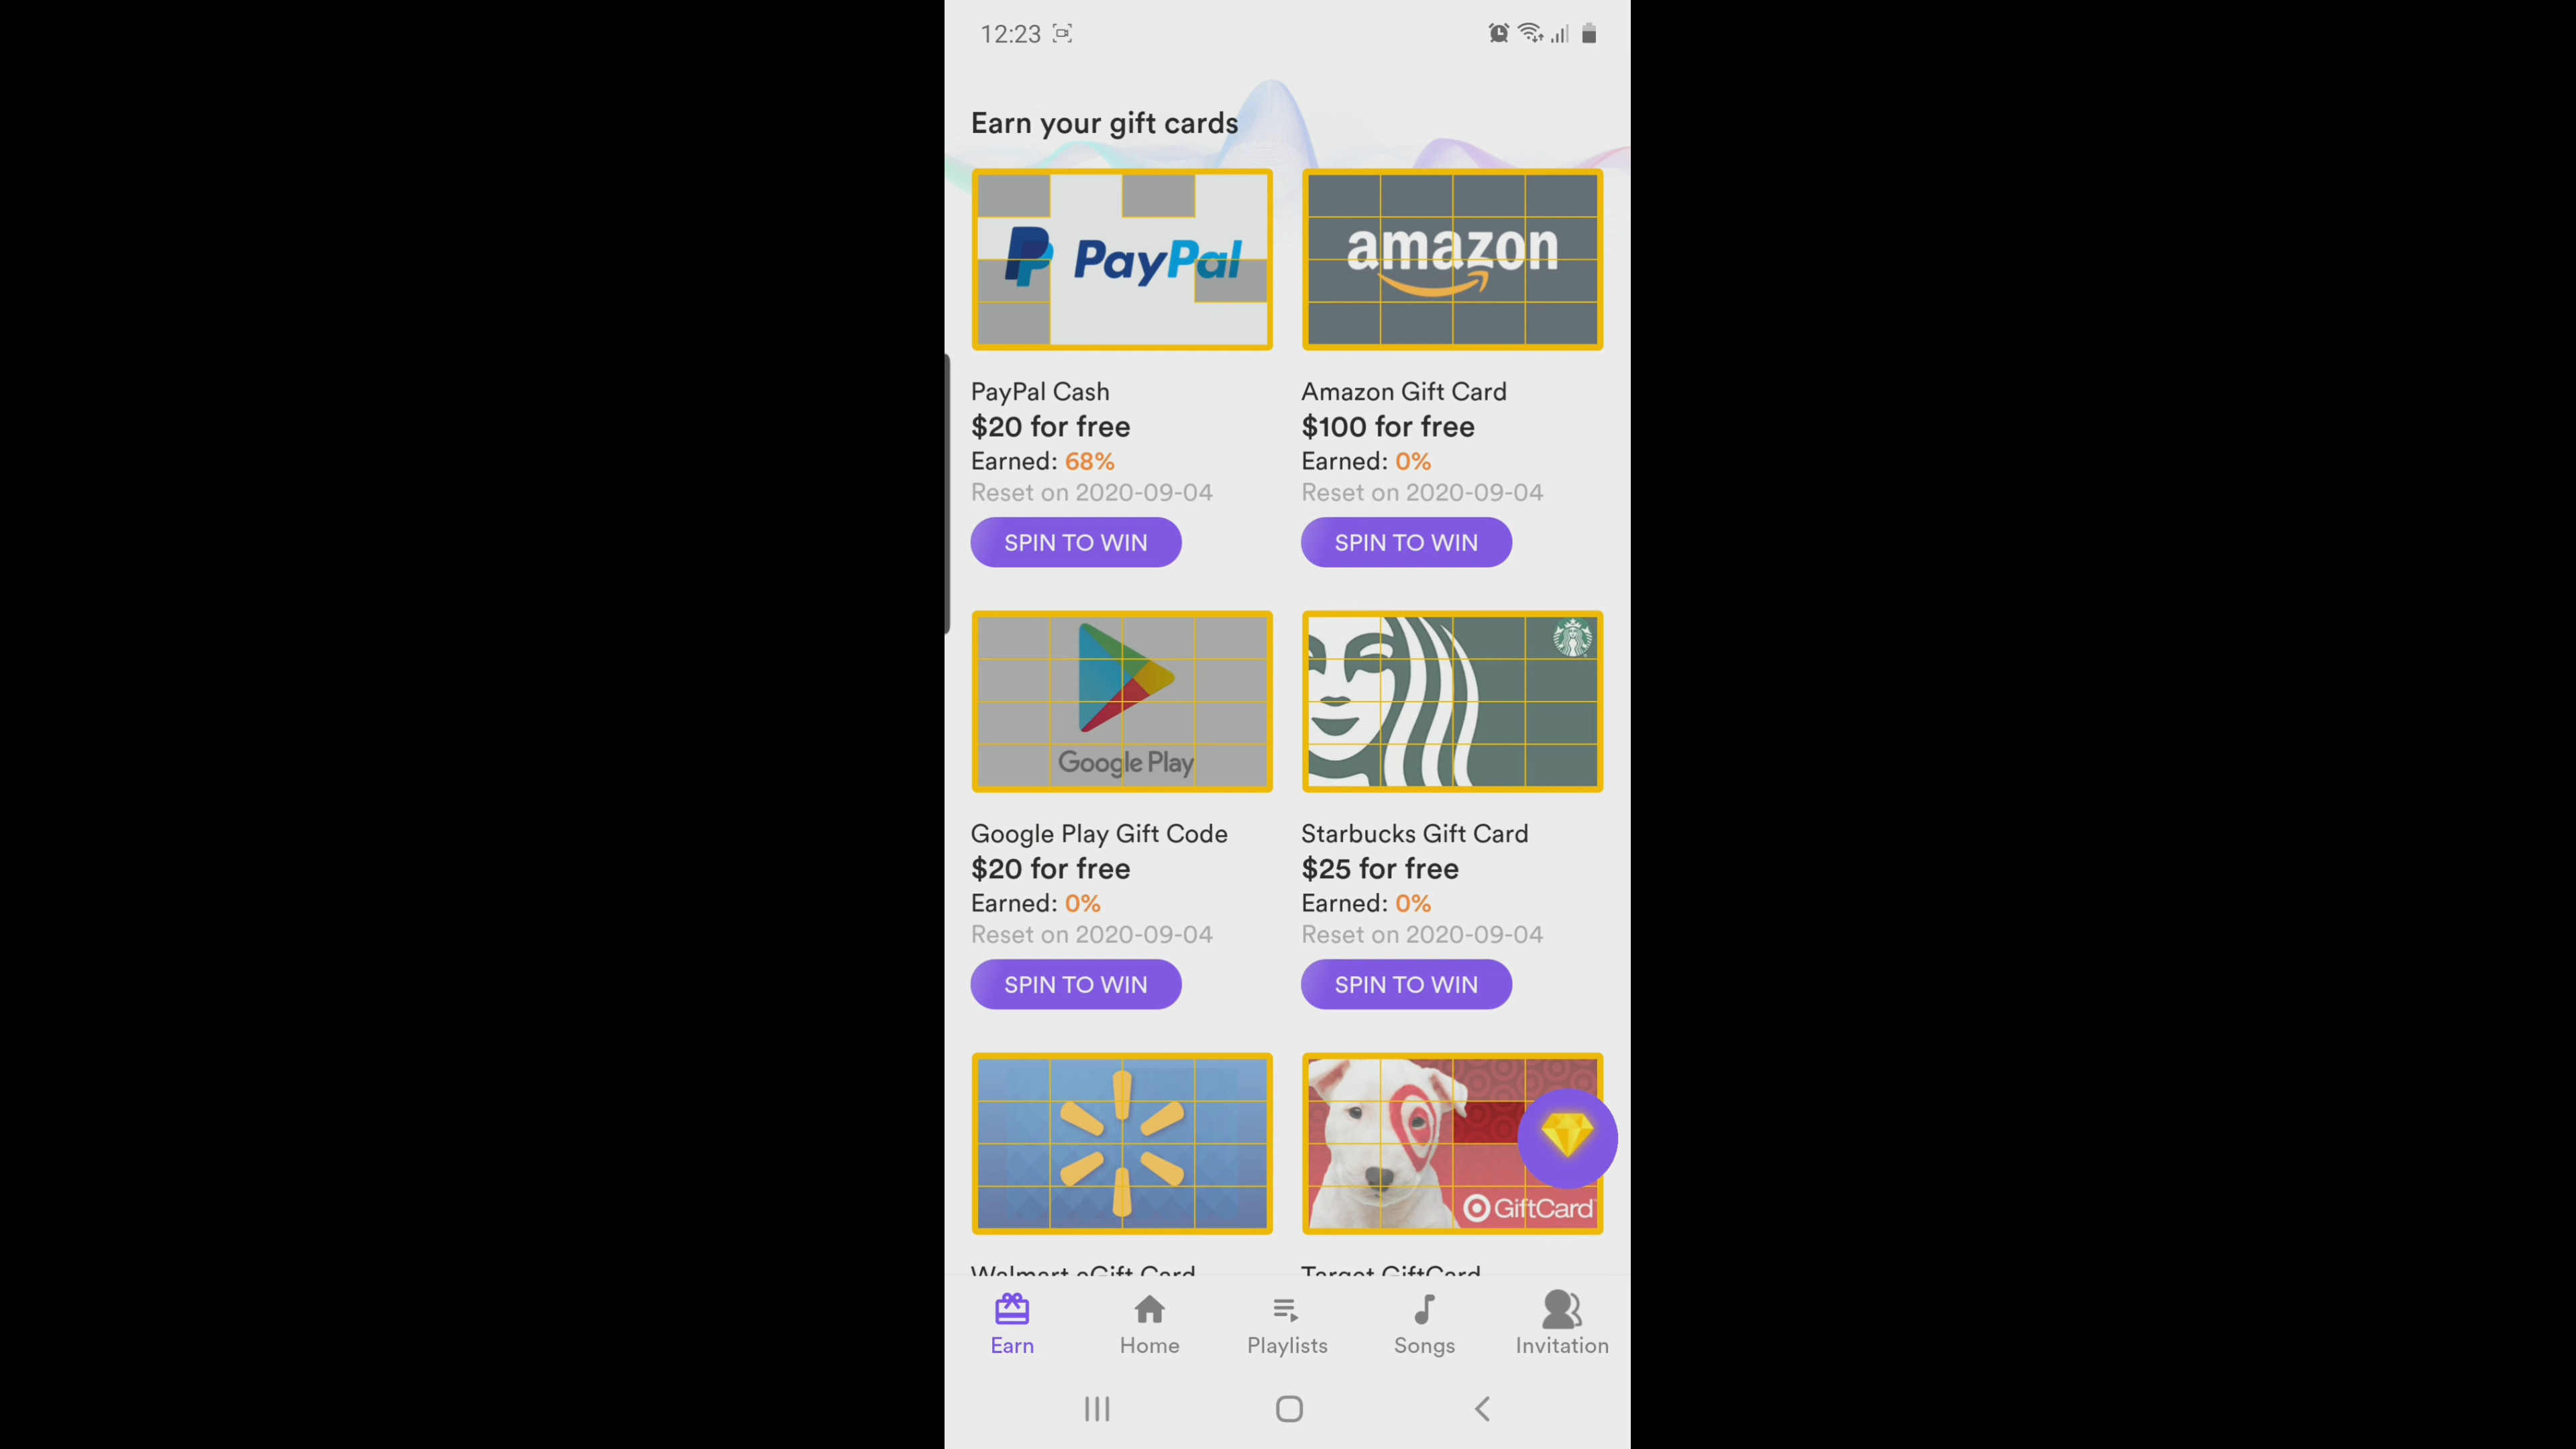 12:23
Earn your gift cards
PayPal
amazon
PayPal Cash
$20 for free
Earned: 68%
Reset on 2020-09-04
SPIN TO WIN
Amazon Gift Card
$100 for free
Earned: 0%
Reset on 2020-09-04
SPIN TO WIN
Google Play
Google Play Gift Code
$20 for free
Earned: 0%
Reset on 2020-09-04
SPIN TO WIN
Starbucks Gift Card
$25 for free
Earned: 0%
Reset on 2020-09-04
SPIN TO WIN
GiftCard
Walmart eGift Card
Target GiftCard
Earn
Home
Playlists
Songs
Invitation